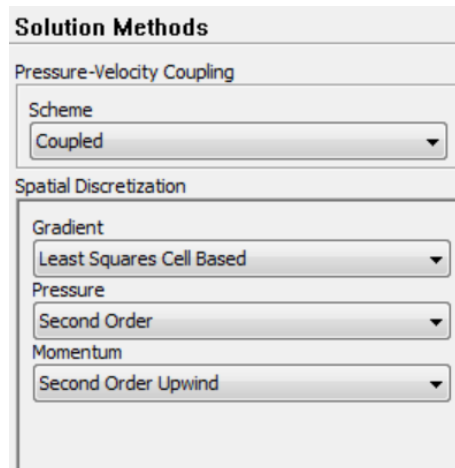 Solution Methods
Pressure-Velocity Coupling
Scheme
Coupled
Spatial Discretization
Gradient
Least Squares Cell Based
Pressure
Second Order
Momentum
Second Order Upwind